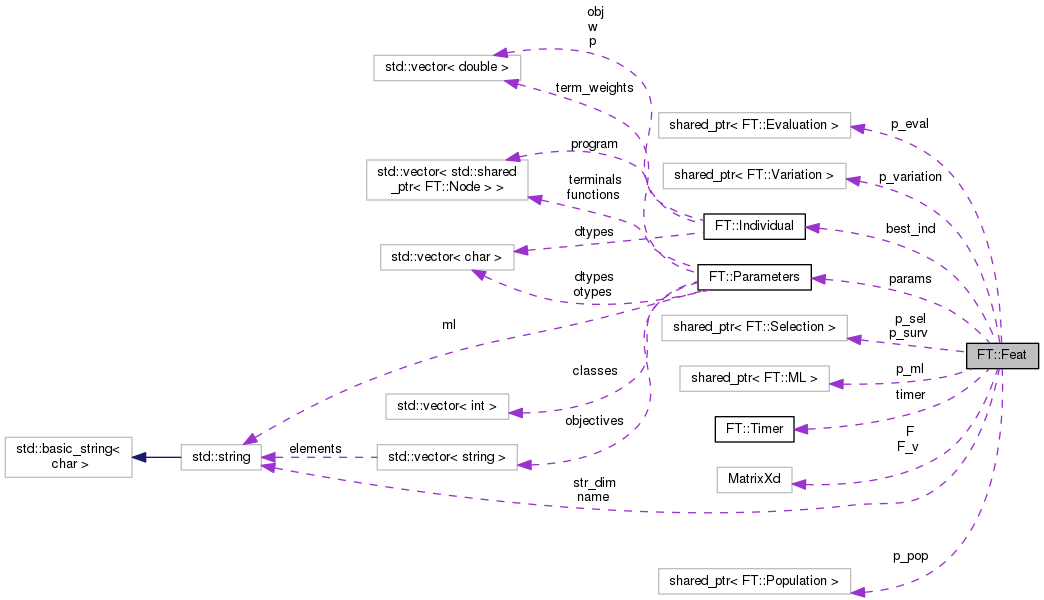 obj
w
p
std::vector< double >
term_weights
shared_ptr< FT::Evaluation >
p_eval
program
std::vector< std::shared
_ptr< FT::Node > >
terminals
functions
shared_ptr< FT::Variation >
p_variation
FT::Individual
best_ind
dtypes
std::vector< char >
dtypes
otypes
FT::Parameters
params
ml
shared_ptr< FT::Selection >
p_sel
p_surv
FT::Feat
classes
shared_ptr< FT::ML >
p_ml
timer
std::vector< int >
objectives
FT::Timer
F
F_v
std::basic_string<
char >
std::string
elements
std::vector< string >
MatrixXd
str_dim
name
p_pop
shared_ptr< FT::Population >